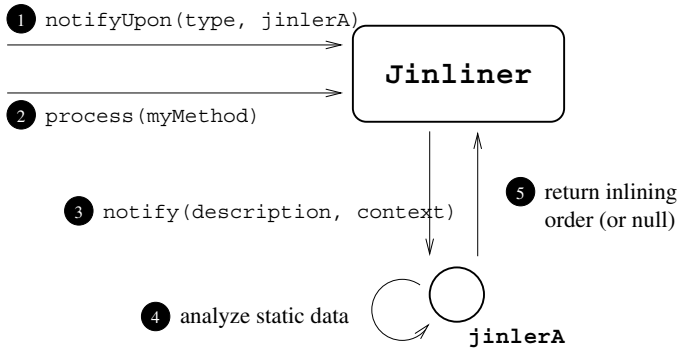 1 notifyUpon(type, jinlerA)
Jinliner
2 process(myMethod)
3 notify(description, context)
5 return inlining
order (or null)
4 analyze static data
jinlerA